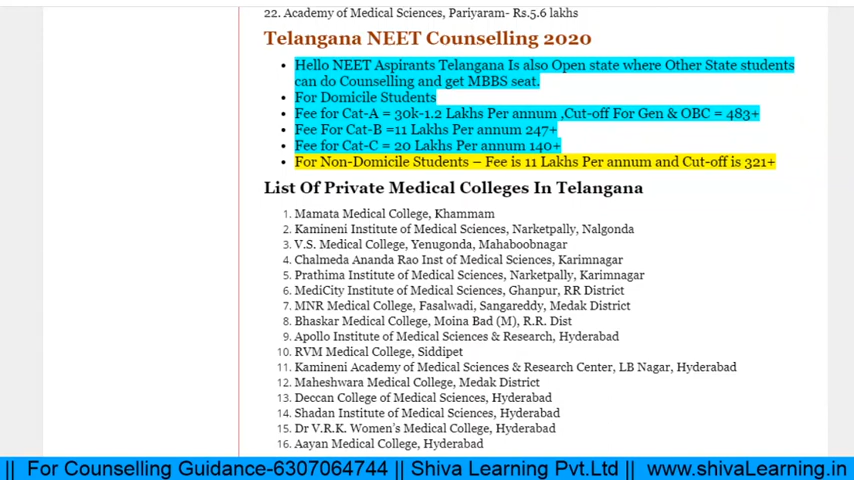 22. Academy of Medical Sciences, Pariyaram- Rs.5.6 lakhs
Telangana NEET Counselling 2020
• Hello NEET Aspirants Telangana Is also Open state where Other State students
can do Counselling and get MBBS seat.
• For Domicile Students
• Fee for Cat-A = 30k-1.2 Lakhs Per annum ,Cut-off For Gen & OBC = 483+
• Fee For Cat-B =11 Lakhs Per annum 247+
• Fee for Cat-C = 20 Lakhs Per annum 140+
• For Non-Domicile Students – Fee is 11 Lakhs Per annum and Cut-off is 321+
List Of Private Medical Colleges In Telangana
1. Mamata Medical College, Khammam
2. Kamineni Institute of Medical Sciences, Narketpally, Nalgonda
3. V.S. Medical College, Yenugonda, Mahaboobnagar
4. Chalmeda Ananda Rao Inst of Medical Sciences, Karimnagar
5. Prathima Institute of Medical Sciences, Narketpally, Karimnagar
6. MediCity Institute of Medical Sciences, Ghanpur, RR District
7. MNR Medical College, Fasalwadi, Sangareddy, Medak District
8. Bhaskar Medical College, Moina Bad (M), R.R. Dist
9. Apollo Institute of Medical Sciences & Research, Hyderabad
10. RVM Medical College, Siddipet
11. Kamineni Academy of Medical Sciences & Research Center, LB Nagar, Hyderabad
12. Maheshwara Medical College, Medak District
13. Deccan College of Medical Sciences, Hyderabad
14. Shadan Institute of Medical Sciences, Hyderabad
15. Dr V.R.K. Women's Medical College, Hyderabad
16. Aayan Medical College, Hyderabad
|| For Counselling Guidance-6307064744 || Shiva Learning Pvt.Ltd || www.shivaLearning.in